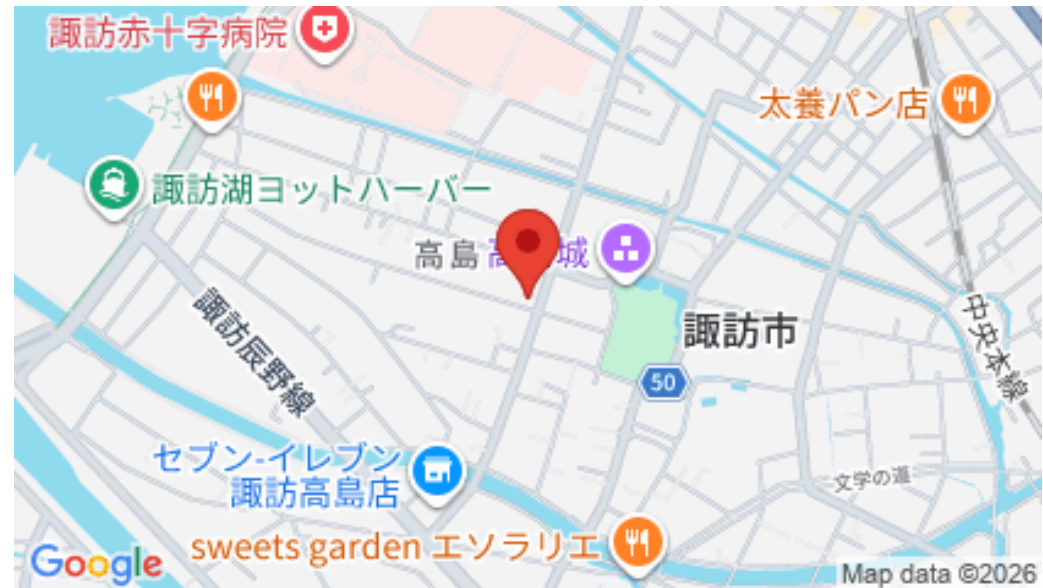 諏訪赤十字病院
太養パン店
諏訪湖ヨットハーバー
高島
城
諏訪市
中央本線
諏訪辰野線
50
セブン-イレブン
諏訪高島店
文学の道
sweets garden エソラリエ
Google
Map data ©2026